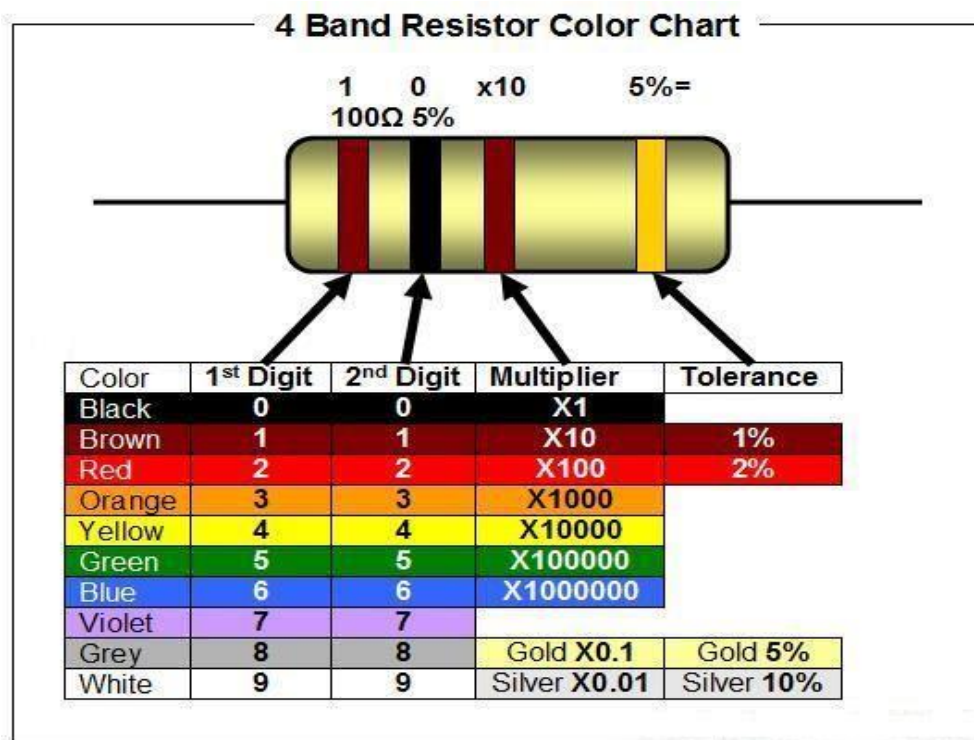 4 Band Resistor Color Chart
1 0 x10 5%=
100Ω 5%
Color 1st Digit 2nd Digit Multiplier Tolerance
Black 0 0 X1
Brown 1 1 X10 1%
Red 2 2 X100 2%
Orange 3 3 X1000
Yellow 4 4 X10000
Green 5 5 X100000
Blue 6 6 X1000000
Violet 7 7
Grey 8 8 Gold X0.1 Gold 5%
White 9 9 Silver X0.01 Silver 10%